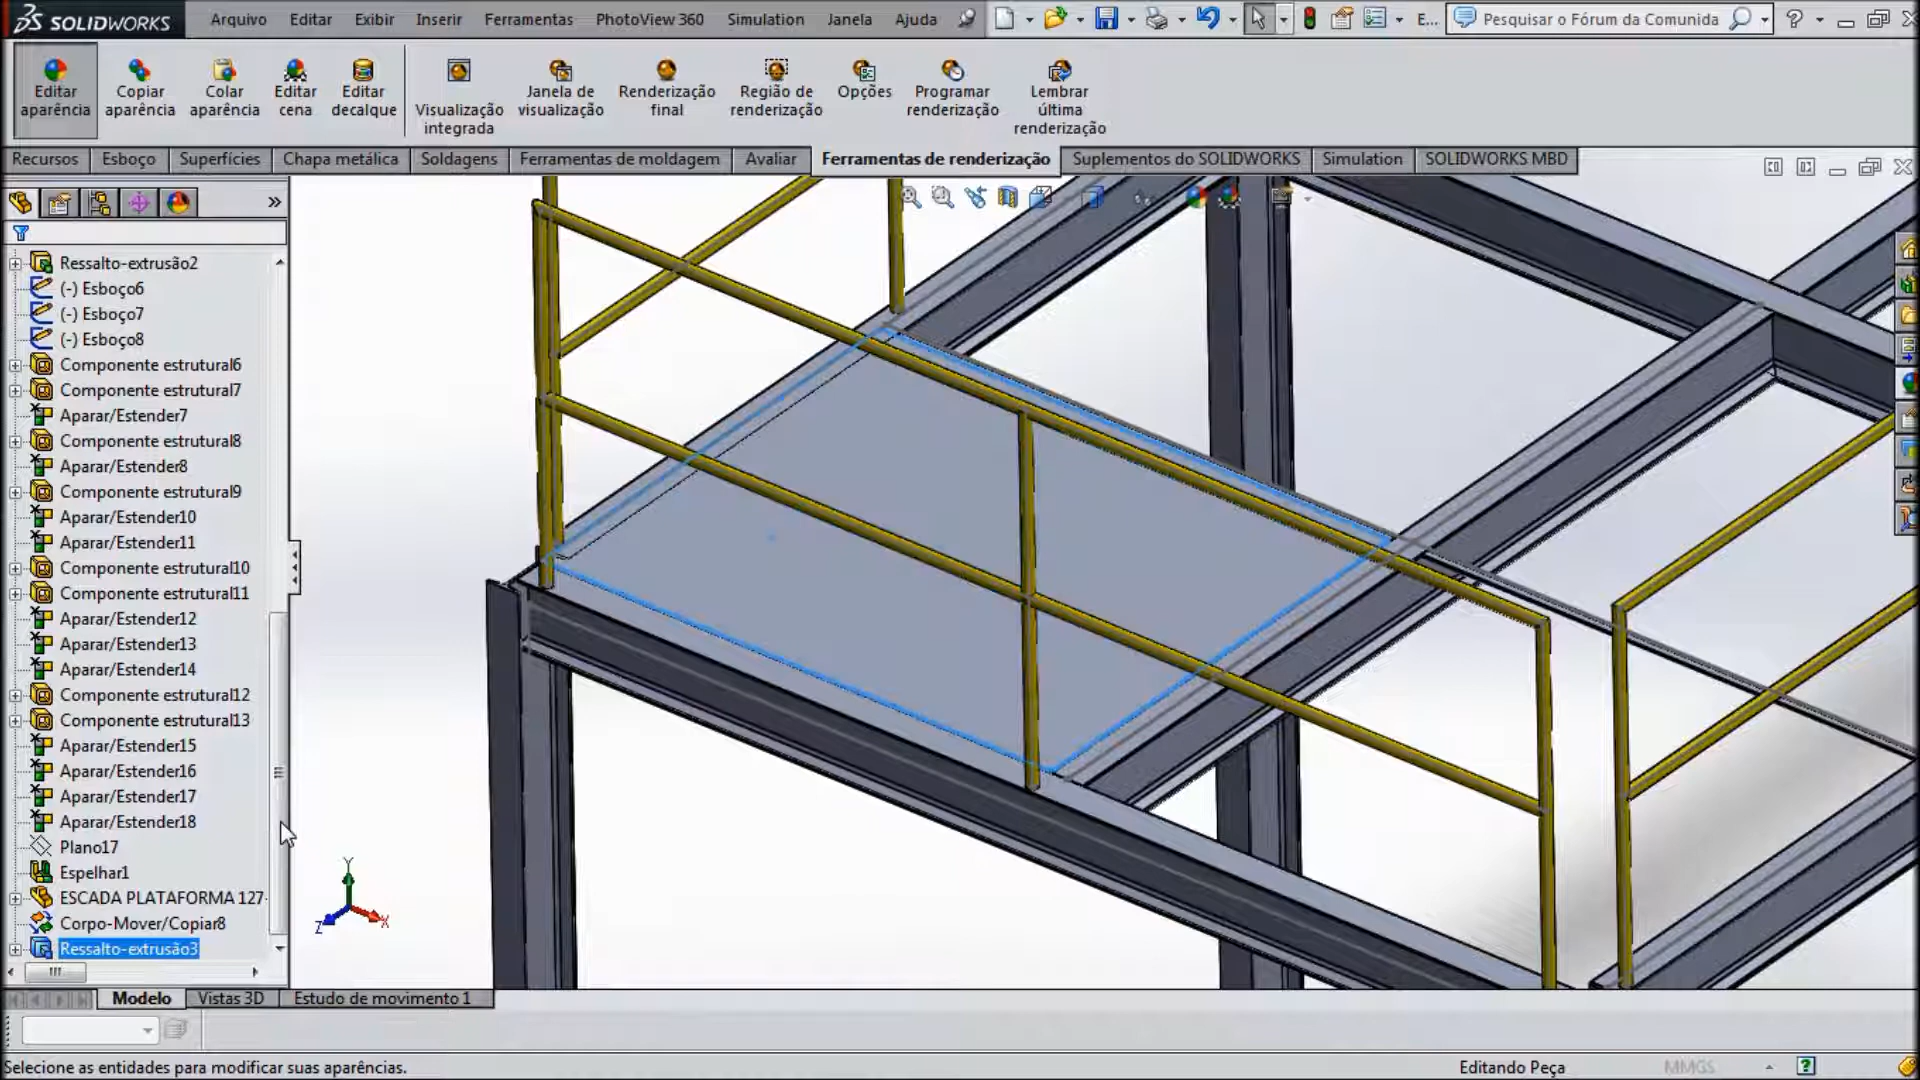 SOLIDWORKS Arquivo Editar Exibir Inserir Ferramentas PhotoView 360 Simulation Janela Ajuda E... Pesquisar o Fórum da Comunida
Editar aparência
Copiar aparência
Colar aparência
Editar cena
Editar decalque
Visualização integrada
Janela de visualização
Renderização final
Região de renderização
Opções
Programar renderização
Lembrar última renderização
Recursos Esboço Superfícies Chapa metálica Soldagens Ferramentas de moldagem Avaliar Ferramentas de renderização Suplementos do SOLIDWORKS Simulation SOLIDWORKS MBD
Ressalto-extrusão2
(-) Esboço6
(-) Esboço7
(-) Esboço8
Componente estrutural6
Componente estrutural7
Aparar/Estender7
Componente estrutural8
Aparar/Estender8
Componente estrutural9
Aparar/Estender10
Aparar/Estender11
Componente estrutural10
Componente estrutural11
Aparar/Estender12
Aparar/Estender13
Aparar/Estender14
Componente estrutural12
Componente estrutural13
Aparar/Estender15
Aparar/Estender16
Aparar/Estender17
Aparar/Estender18
Plano17
Espelhar1
ESCADA PLATAFORMA 127-
Corpo-Mover/Copiar8
Ressalto-extrusão3
Y
Z X
Modelo Vistas 3D Estudo de movimento 1
Selecione as entidades para modificar suas aparências. Editando Peça MMGS